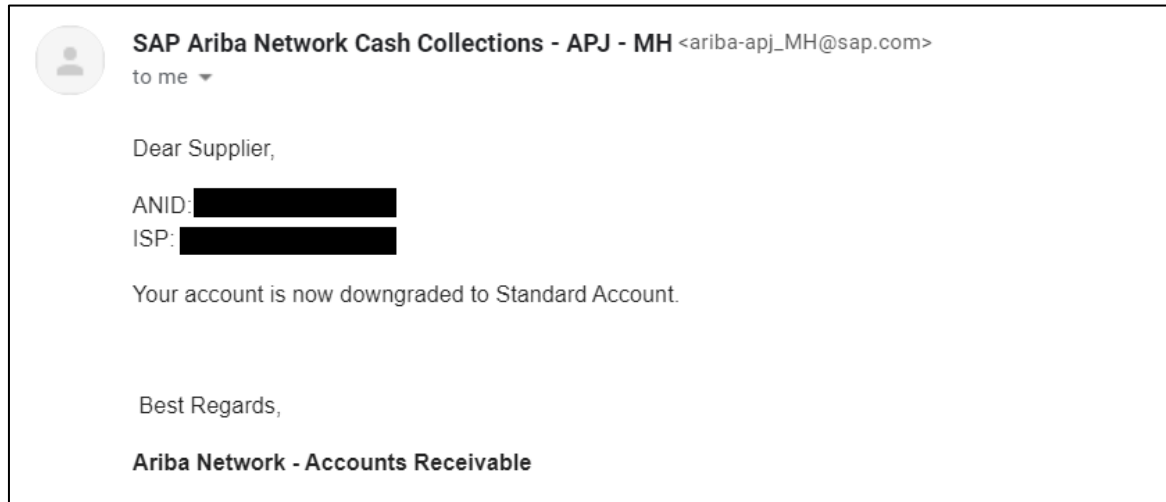 SAP Ariba Network Cash Collections - APJ - MH <ariba-apj_MH@sap.com>
to me
Dear Supplier,
ANID:
ISP:
Your account is now downgraded to Standard Account.
Best Regards,
Ariba Network - Accounts Receivable